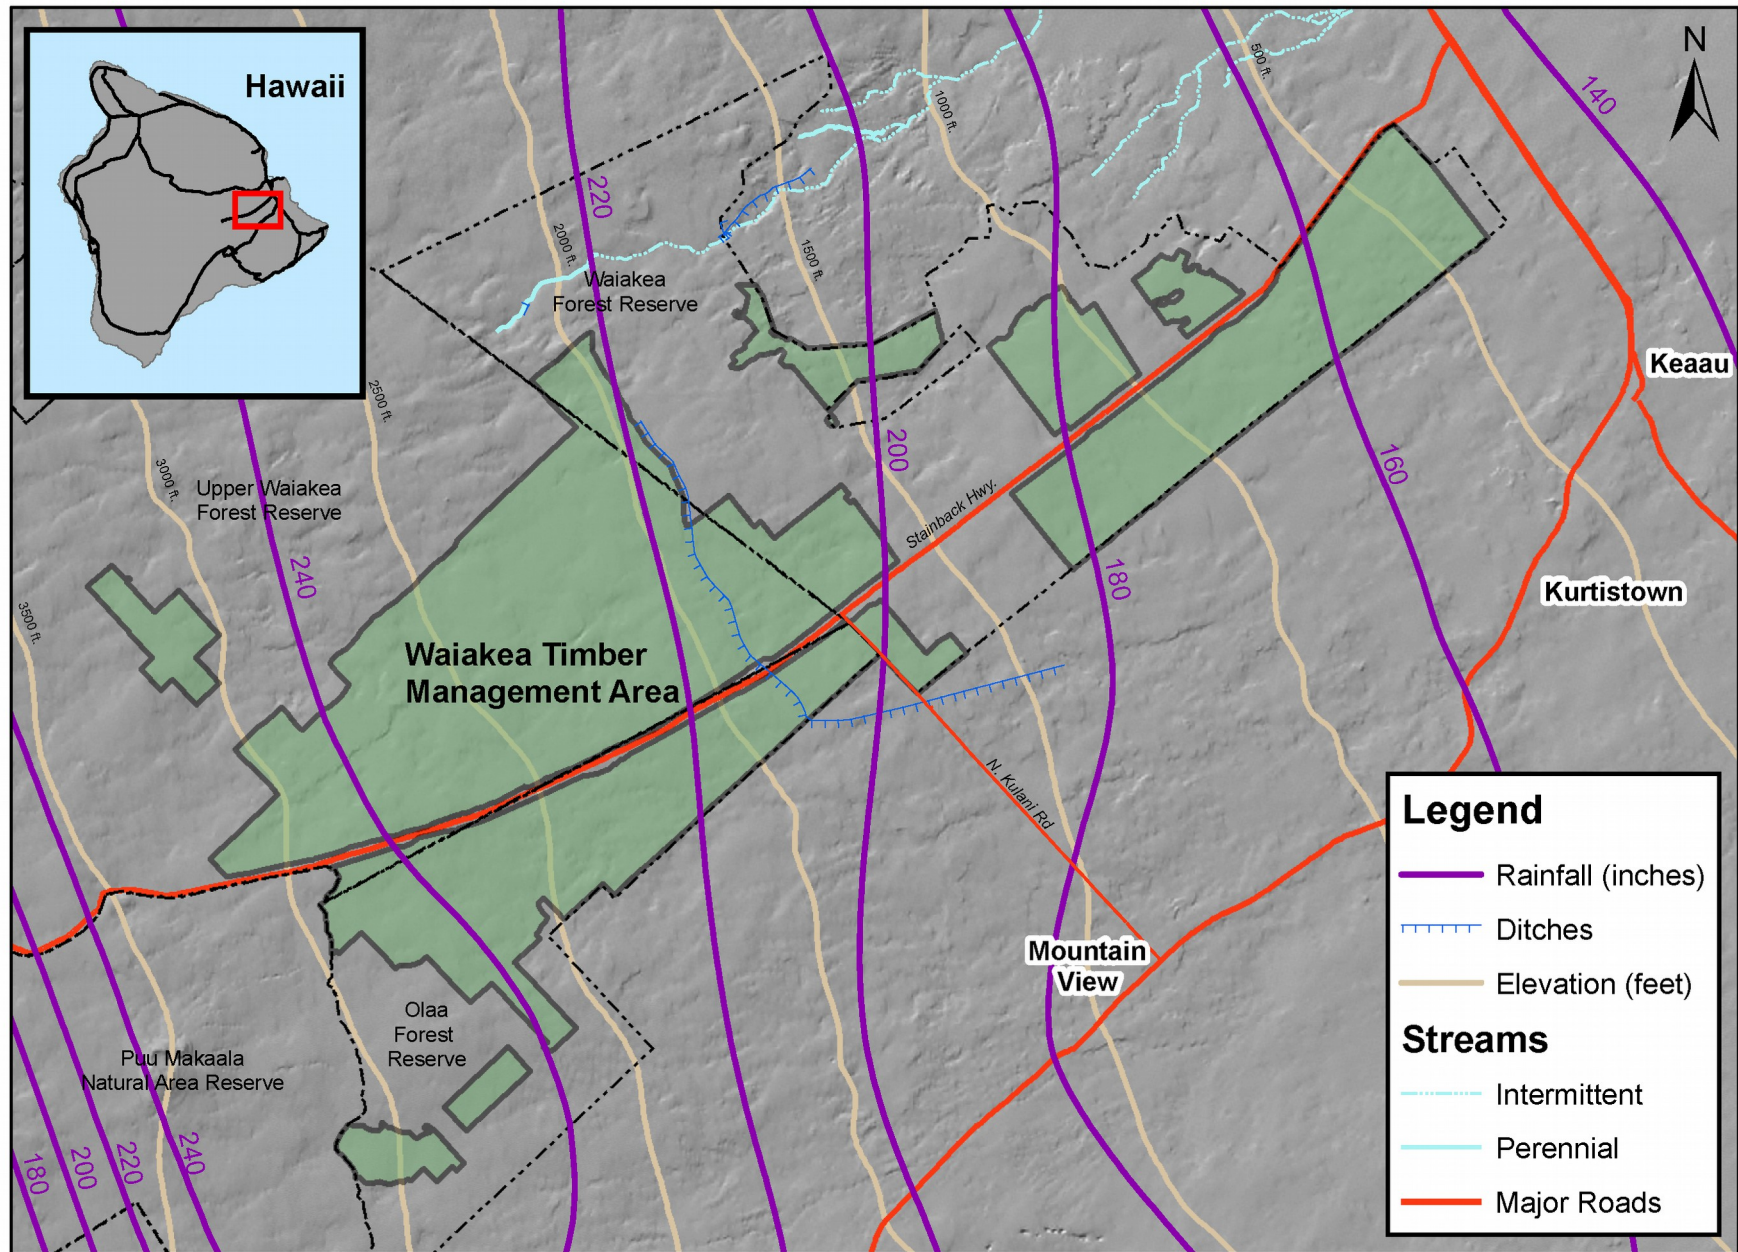 Hawaii
N
140
500 ft.
1000 ft.
220
2000 ft.
1500 ft.
Waiakea
Forest Reserve
Keaau
2500 ft.
200
160
3000 ft.
Upper Waiakea
Forest Reserve
Stainback Hwy.
240
180
Kurtistown
3500 ft.
Waiakea Timber
Management Area
N. Kulani Rd
Mountain
View
Olaa
Forest
Reserve
Puu Makaala
Natural Area Reserve
180
200
220
240
Legend
Rainfall (inches)
Ditches
Elevation (feet)
Streams
Intermittent
Perennial
Major Roads